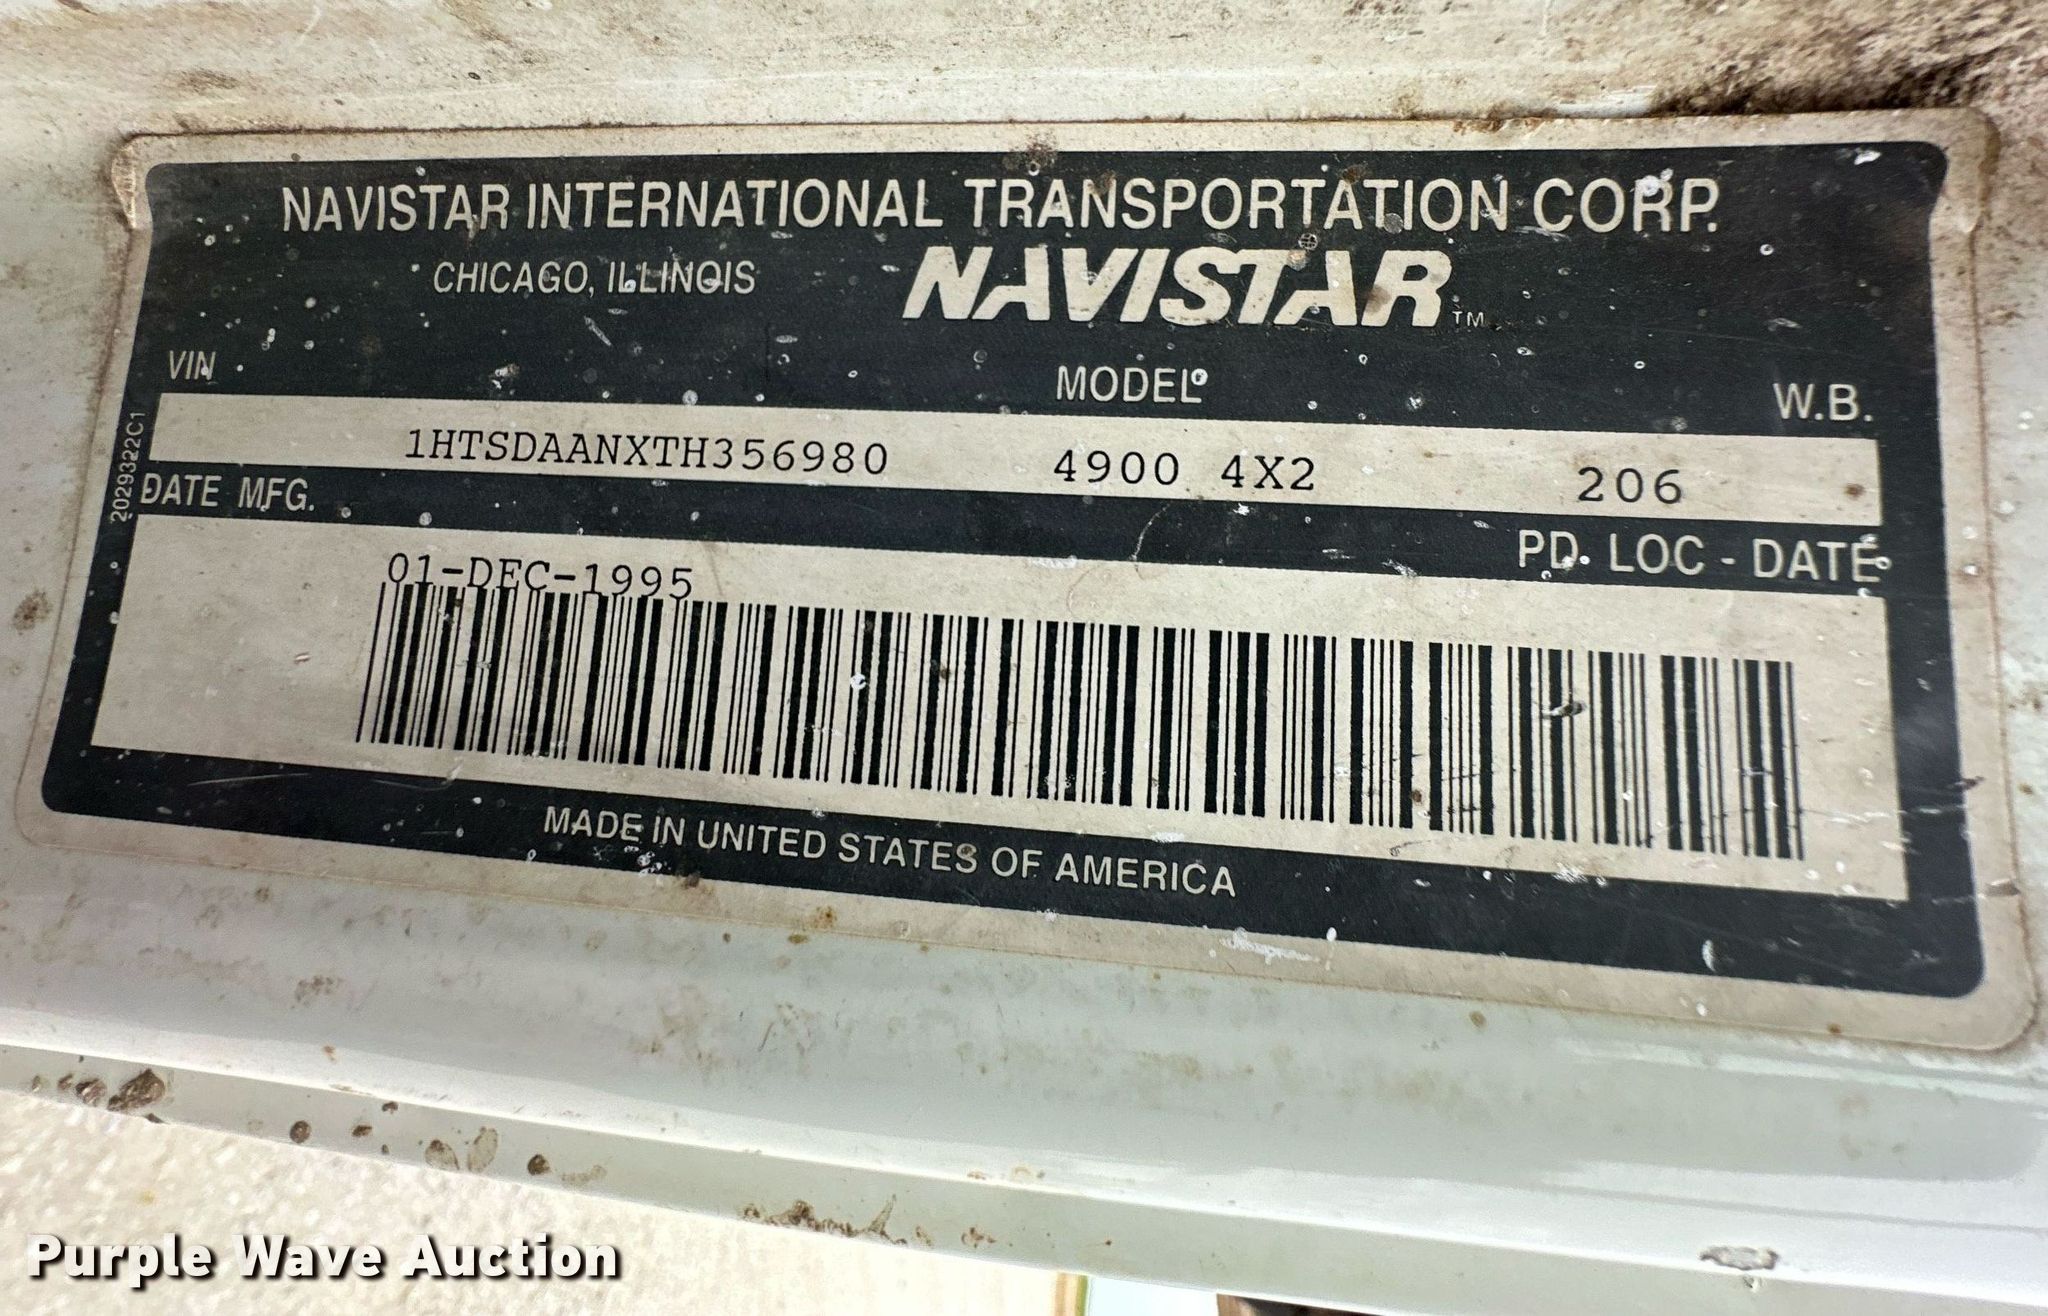 NAVISTAR INTERNATIONAL TRANSPORTATION CORP.
CHICAGO, ILLINOIS NAVISTAR TM
VIN MODEL W.B.
1HTSDAANXTH356980 4900 4X2 206
2029322C1
DATE MFG. PD. LOC - DATE
01-DEC-1995
MADE IN UNITED STATES OF AMERICA
Purple Wave Auction